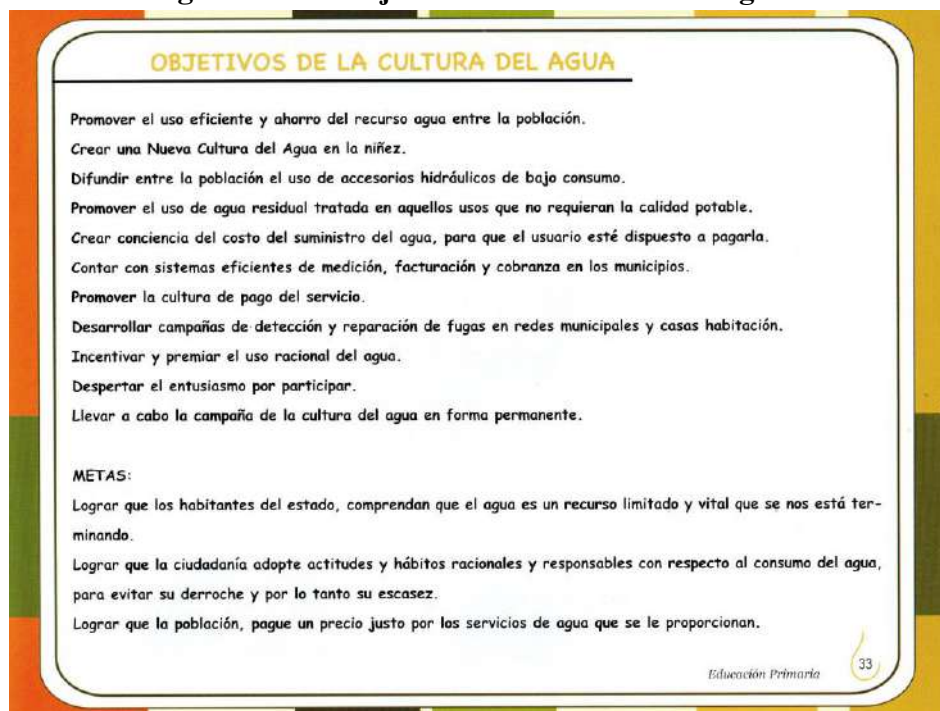 OBJETIVOS DE LA CULTURA DEL AGUA
Promover el uso eficiente y ahorro del recurso agua entre la población.
Crear una Nueva Cultura del Agua en la niñez.
Difundir entre la población el uso de accesorios hidráulicos de bajo consumo.
Promover el uso de agua residual tratada en aquellos usos que no requieran la calidad potable.
Crear conciencia del costo del suministro del agua, para que el usuario esté dispuesto a pagarla.
Contar con sistemas eficientes de medición, facturación y cobranza en los municipios.
Promover la cultura de pago del servicio.
Desarrollar campañas de detección y reparación de fugas en redes municipales y casas habitación.
Incentivar y premiar el uso racional del agua.
Despertar el entusiasmo por participar.
Llevar a cabo la campaña de la cultura del agua en forma permanente.
METAS:
Lograr que los habitantes del estado, comprendan que el agua es un recurso limitado y vital que se nos está ter-
minando.
Lograr que la ciudadanía adopte actitudes y hábitos racionales y responsables con respecto al consumo del agua,
para evitar su derroche y por lo tanto su escasez.
Lograr que la población, pague un precio justo por los servicios de agua que se le proporcionan.
Educación Primaria
33